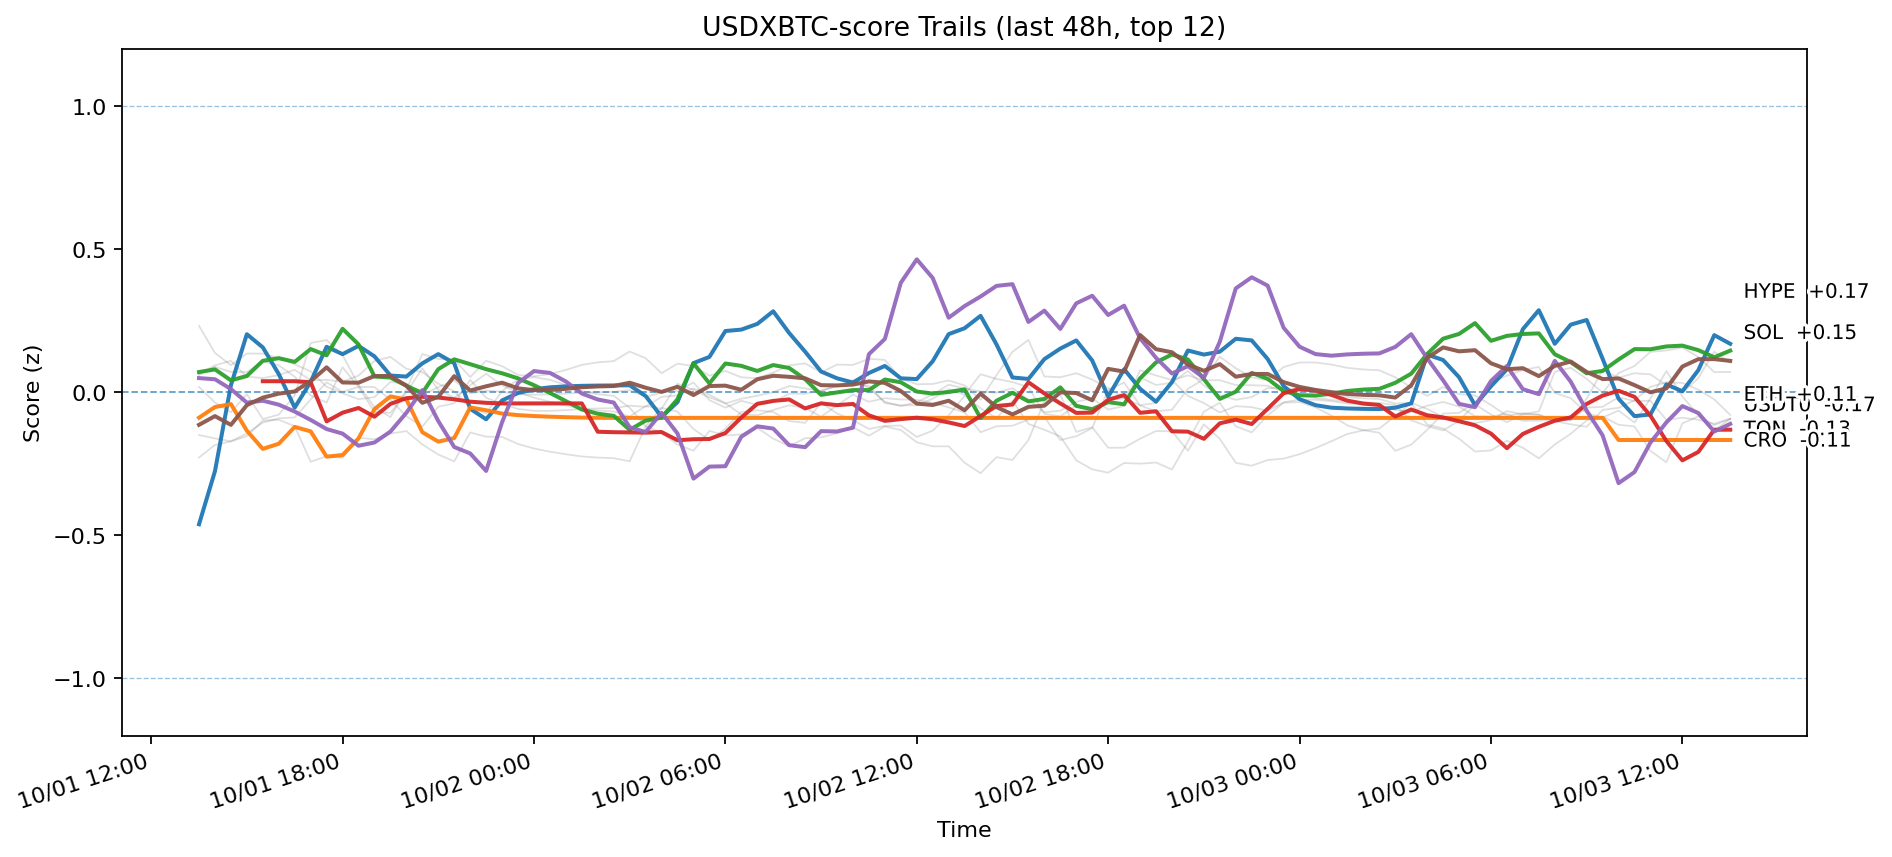 USDXBTC-score Trails (last 48h, top 12)
Score (z)
1.0
0.5
0.0
−0.5
−1.0
HYPE +0.17
SOL +0.15
ETH +0.11
USDT0 -0.17
TON -0.13
CRO -0.11
10/01 12:00
10/01 18:00
10/02 00:00
10/02 06:00
10/02 12:00
10/02 18:00
10/03 00:00
10/03 06:00
10/03 12:00
Time